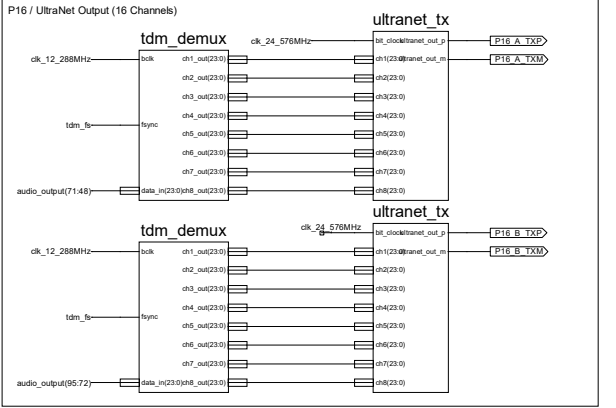 P16 / UltraNet Output (16 Channels)
tdm_demux
ultranet_tx
clk_12_288MHz
bclk
clk_24_576MHz
bit_clock
ultranet_out_p
P16_A_TXP
ch1_out(23:0)
ch1(23:0)
ultranet_out_m
P16_A_TXM
ch2_out(23:0)
ch2(23:0)
ch3_out(23:0)
ch3(23:0)
ch4_out(23:0)
ch4(23:0)
tdm_fs
fsync
ch5_out(23:0)
ch5(23:0)
ch6_out(23:0)
ch6(23:0)
ch7_out(23:0)
ch7(23:0)
audio_output(71:48)
data_in(23:0)
ch8_out(23:0)
ch8(23:0)
tdm_demux
ultranet_tx
clk_12_288MHz
bclk
clk_24_576MHz
bit_clock
ultranet_out_p
P16_B_TXP
ch1_out(23:0)
ch1(23:0)
ultranet_out_m
P16_B_TXM
ch2_out(23:0)
ch2(23:0)
ch3_out(23:0)
ch3(23:0)
ch4_out(23:0)
ch4(23:0)
tdm_fs
fsync
ch5_out(23:0)
ch5(23:0)
ch6_out(23:0)
ch6(23:0)
ch7_out(23:0)
ch7(23:0)
audio_output(95:72)
data_in(23:0)
ch8_out(23:0)
ch8(23:0)